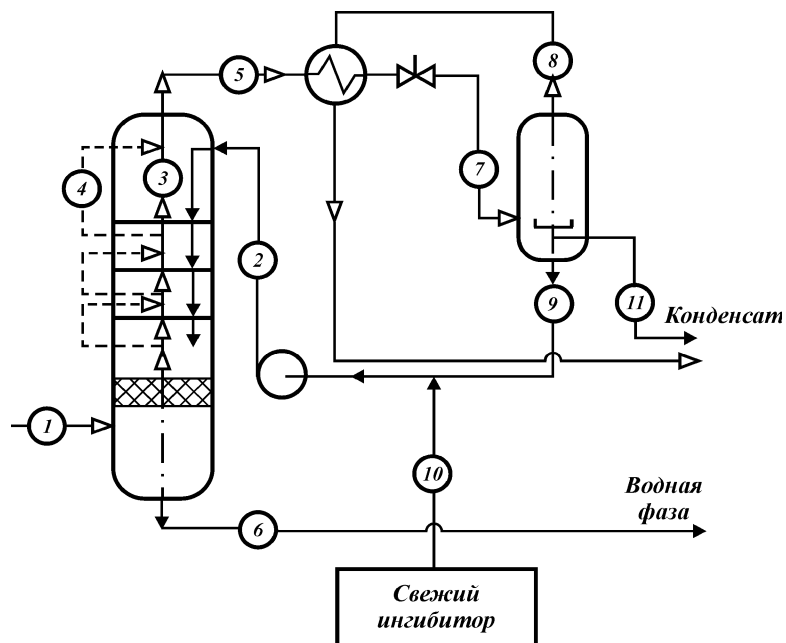 5
8
4
3
7
2
9
11
Конденсат
1
10
Водная
фаза
6
Свежий
ингибитор